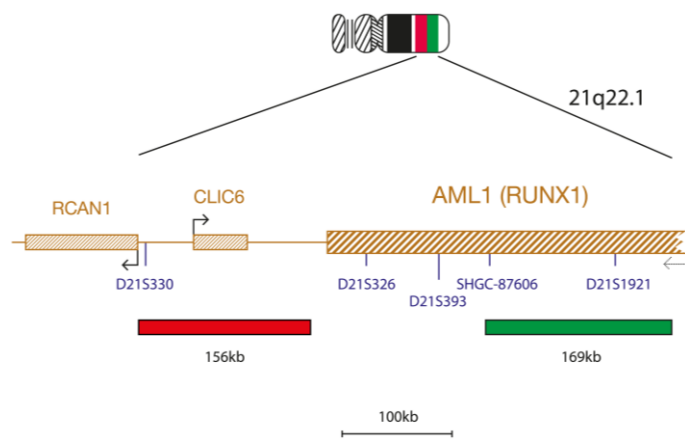 21q22.1
RCAN1
CLIC6
AML1 (RUNX1)
D21S330
D21S326
D21S393
SHGC-87606
D21S1921
156kb
169kb
100kb